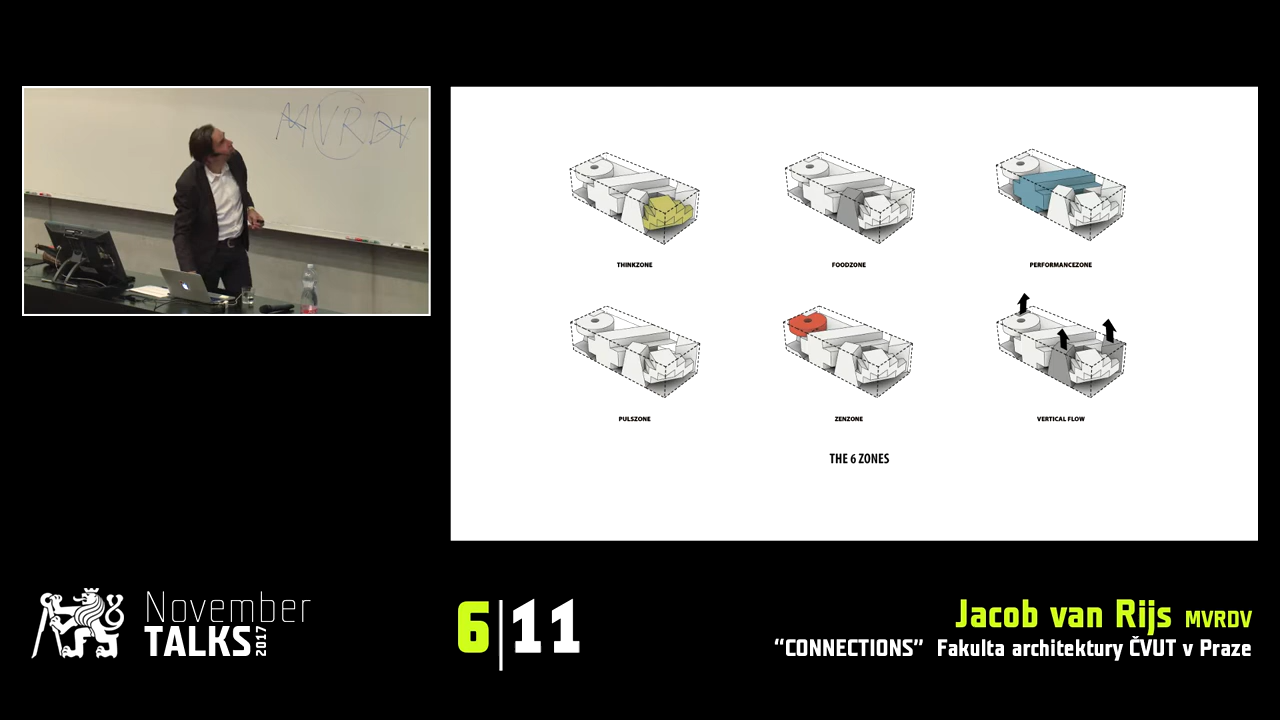 MVRDV
THINKZONE
FOODZONE
PERFORMANCEZONE
PULSZONE
ZENZONE
VERTICAL FLOW
THE 6 ZONES
November
TALKS 2017
6|11
Jacob van Rijs MVRDV
“CONNECTIONS” Fakulta architektury ČVUT v Praze